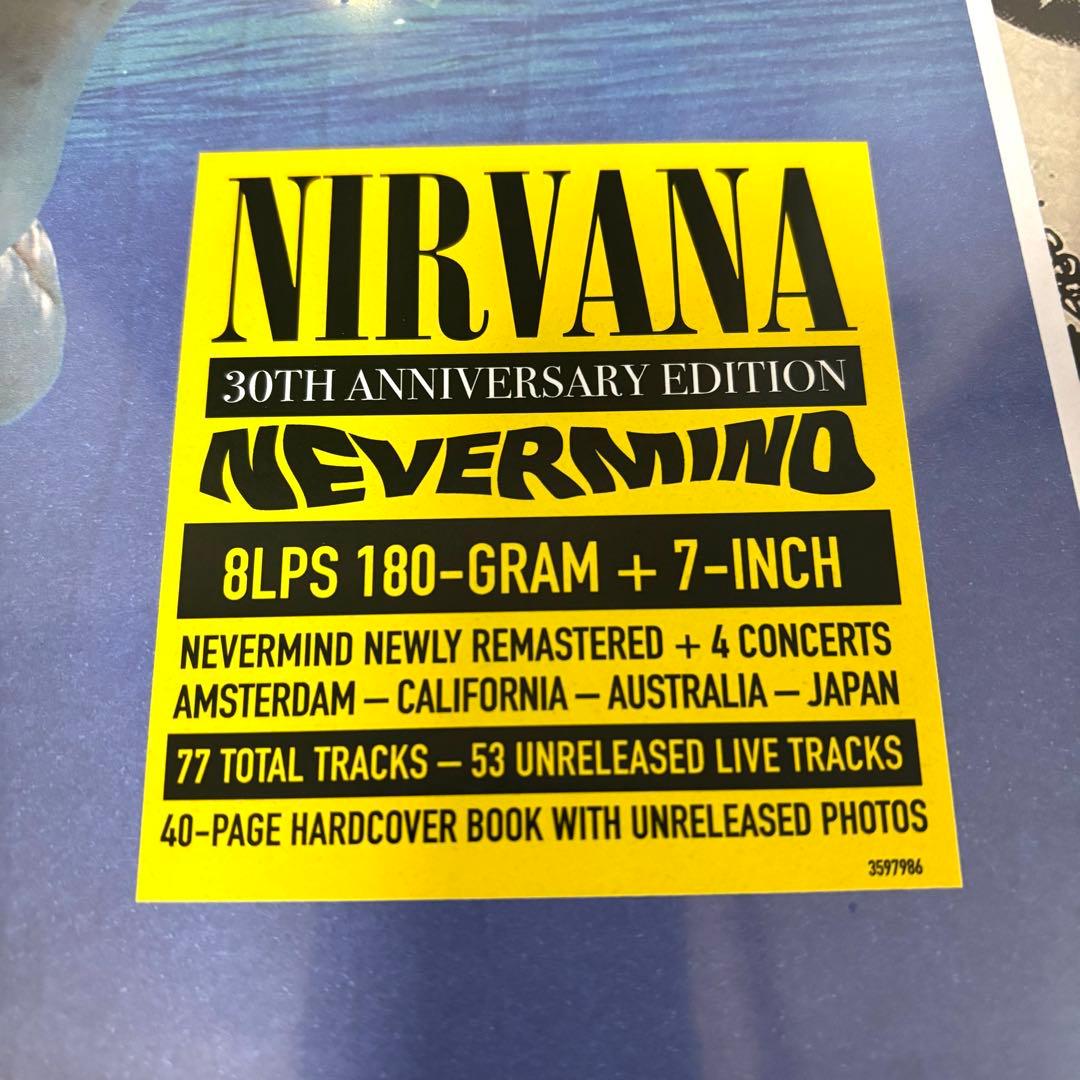 NIRVANA
30TH ANNIVERSARY EDITION
NEVERMIND
8LPS 180-GRAM + 7-INCH
NEVERMIND NEWLY REMASTERED + 4 CONCERTS
AMSTERDAM – CALIFORNIA – AUSTRALIA – JAPAN
77 TOTAL TRACKS – 53 UNRELEASED LIVE TRACKS
40-PAGE HARDCOVER BOOK WITH UNRELEASED PHOTOS
3597986